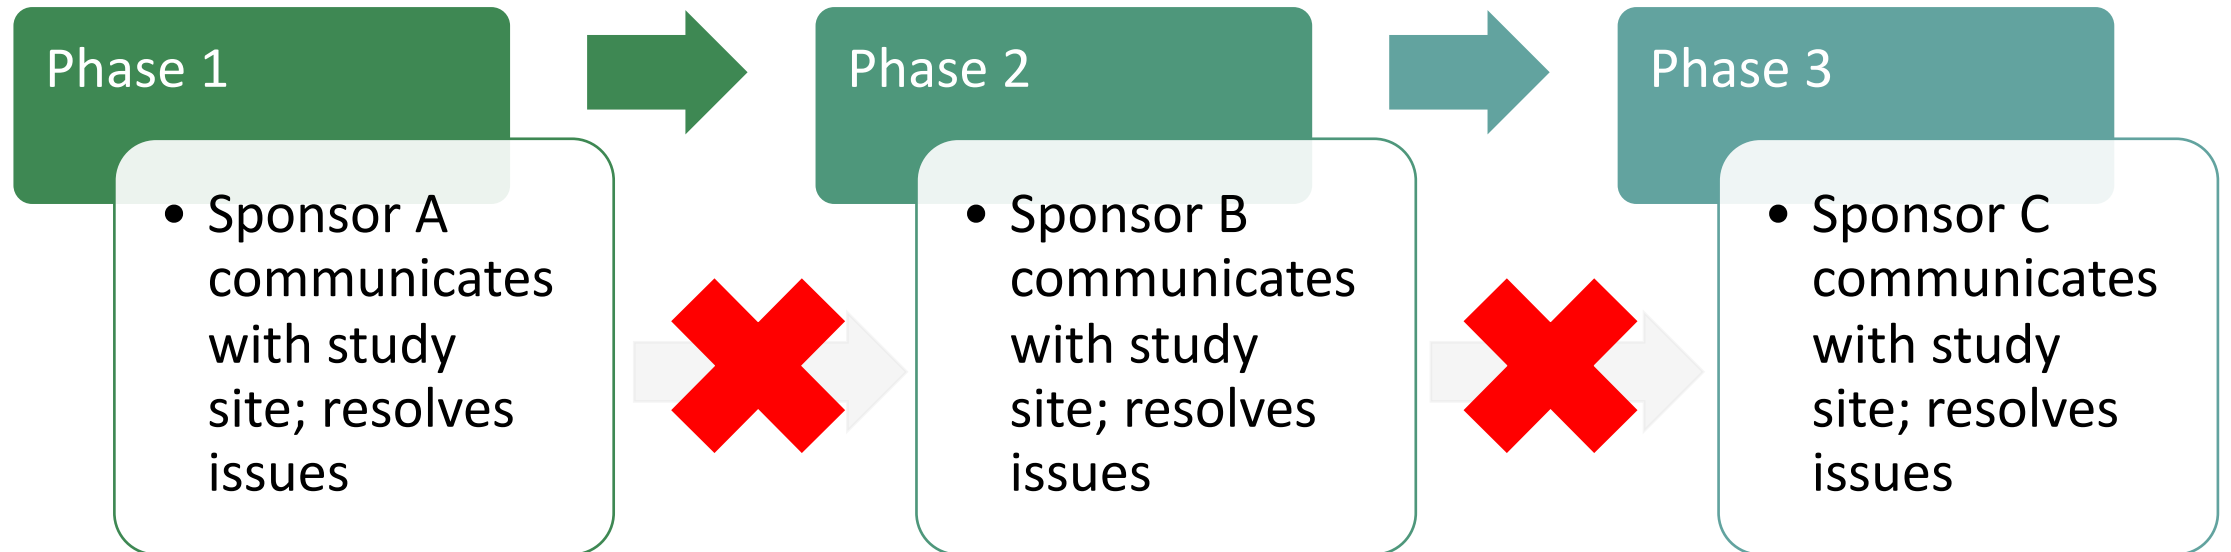 Phase 1
• Sponsor A
communicates
with study
site; resolves
issues
Phase 2
• Sponsor B
communicates
with study
site; resolves
issues
Phase 3
• Sponsor C
communicates
with study
site; resolves
issues